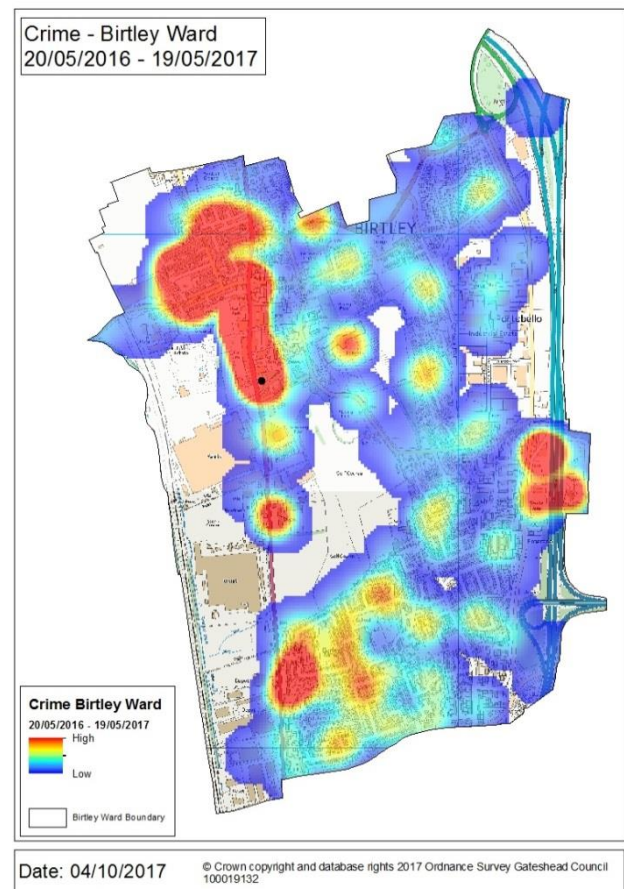 Crime - Birtley Ward
20/05/2016 - 19/05/2017
BIRTLEY
Crime Birtley Ward
20/05/2016 - 19/05/2017
High
Low
Birtley Ward Boundary
Date: 04/10/2017
© Crown copyright and database rights 2017 Ordnance Survey Gateshead Council
100019132